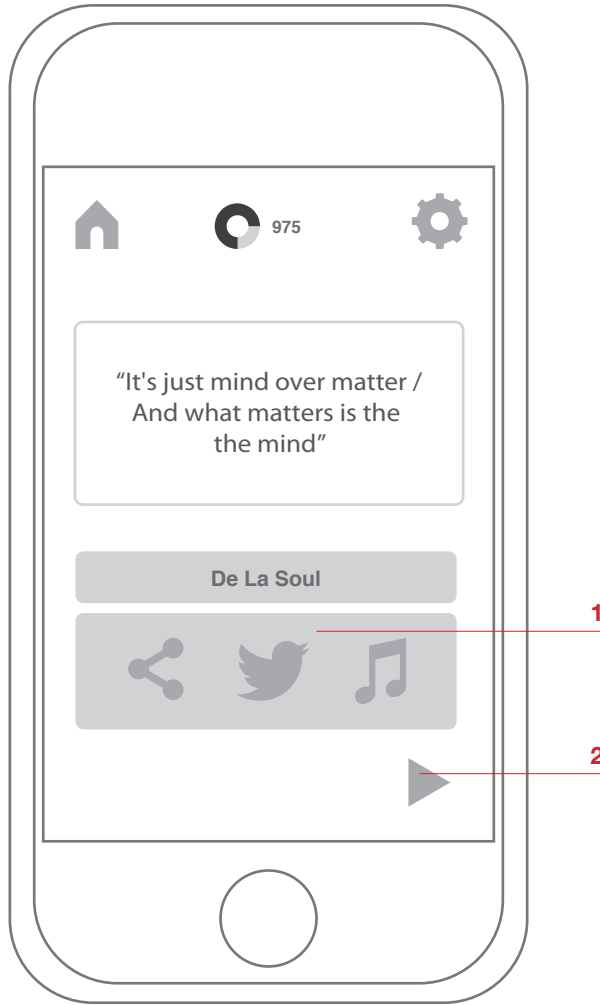 975
“It's just mind over matter /
And what matters is the
the mind”
De La Soul
1
2